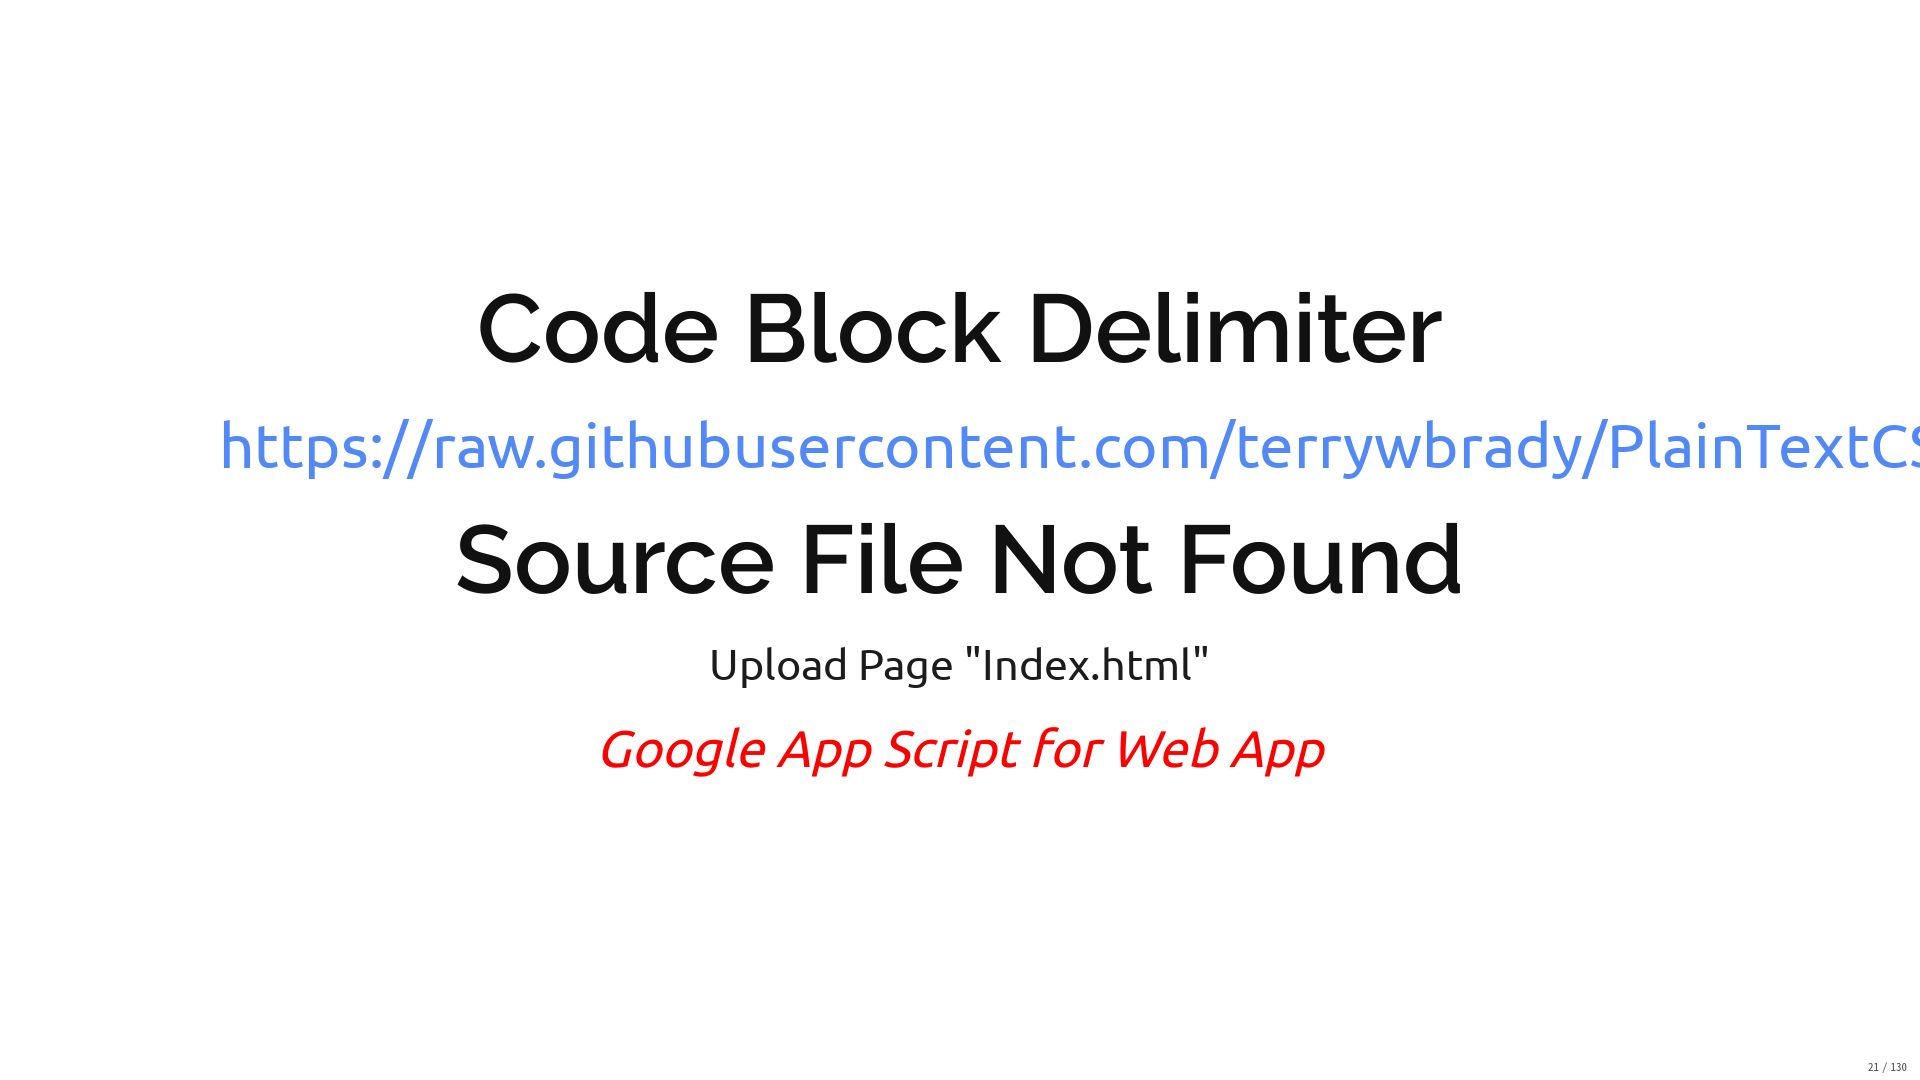 Code Block Delimiter
https://raw.githubusercontent.com/terrywbrady/PlainTextCS
Source File Not Found
Upload Page "Index.html"
Google App Script for Web App
21 / 130